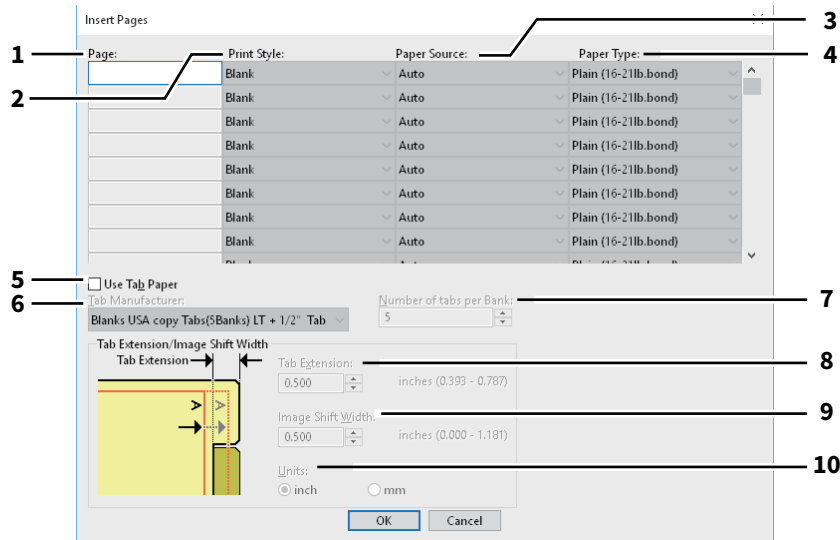 Insert Pages
3
1 Page: Print Style: Paper Source: Paper Type: 4
Blank Auto Plain (16-21lb.bond)
2 Blank Auto Plain (16-21lb.bond)
Blank Auto Plain (16-21lb.bond)
Blank Auto Plain (16-21lb.bond)
Blank Auto Plain (16-21lb.bond)
Blank Auto Plain (16-21lb.bond)
Blank Auto Plain (16-21lb.bond)
Blank Auto Plain (16-21lb.bond)
5 Use Tab Paper
6 Tab Manufacturer: Number of tabs per Bank: 7
Blanks USA copy Tabs(5Banks) LT + 1/2" Tab 5
Tab Extension/Image Shift Width
Tab Extension Tab Extension: 8
0.500 inches (0.393 - 0.787)
A A
Image Shift Width: 9
0.500 inches (0.000 - 1.181)
Units: 10
inch mm
OK Cancel